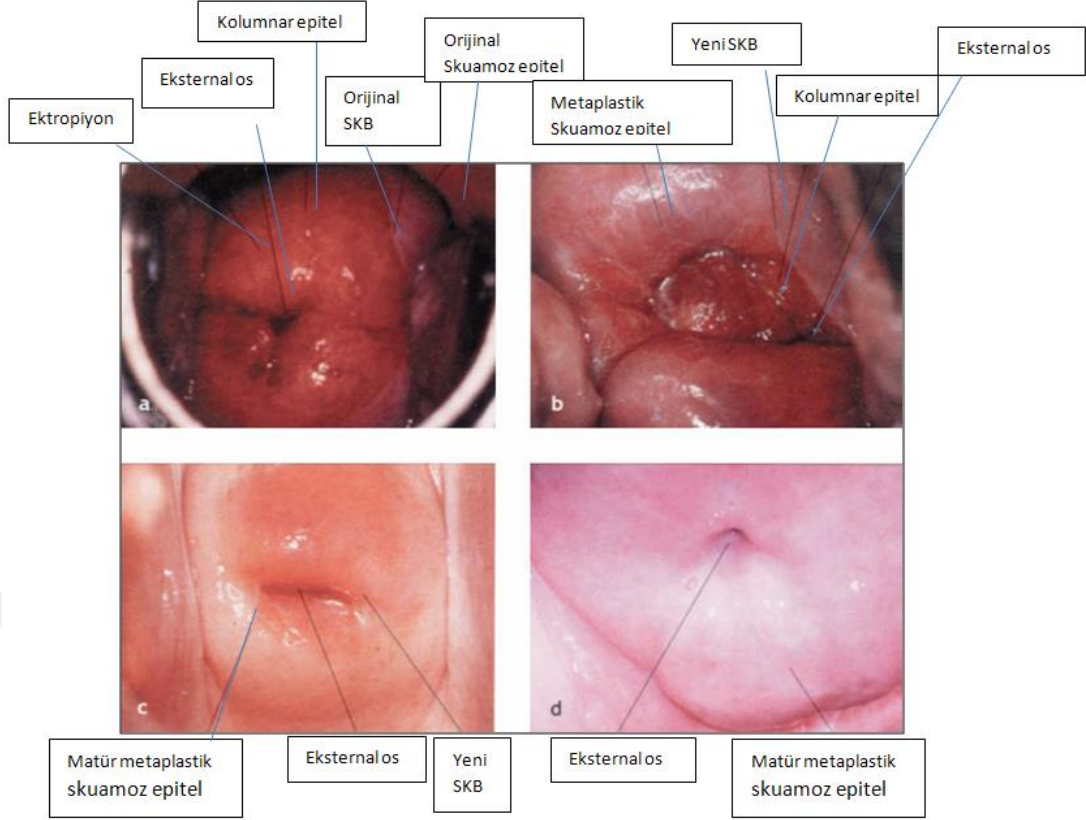 Kolumnar epitel
Eksternal os
Ektropiyon
Orijinal
SKB
Orijinal
Skuamoz epitel
Metaplastik
Skuamoz epitel
Yeni SKB
Kolumnar epitel
Eksternal os
a
b
c
d
Matür metaplastik
skuamoz epitel
Eksternal os
Yeni
SKB
Eksternal os
Matür metaplastik
skuamoz epitel